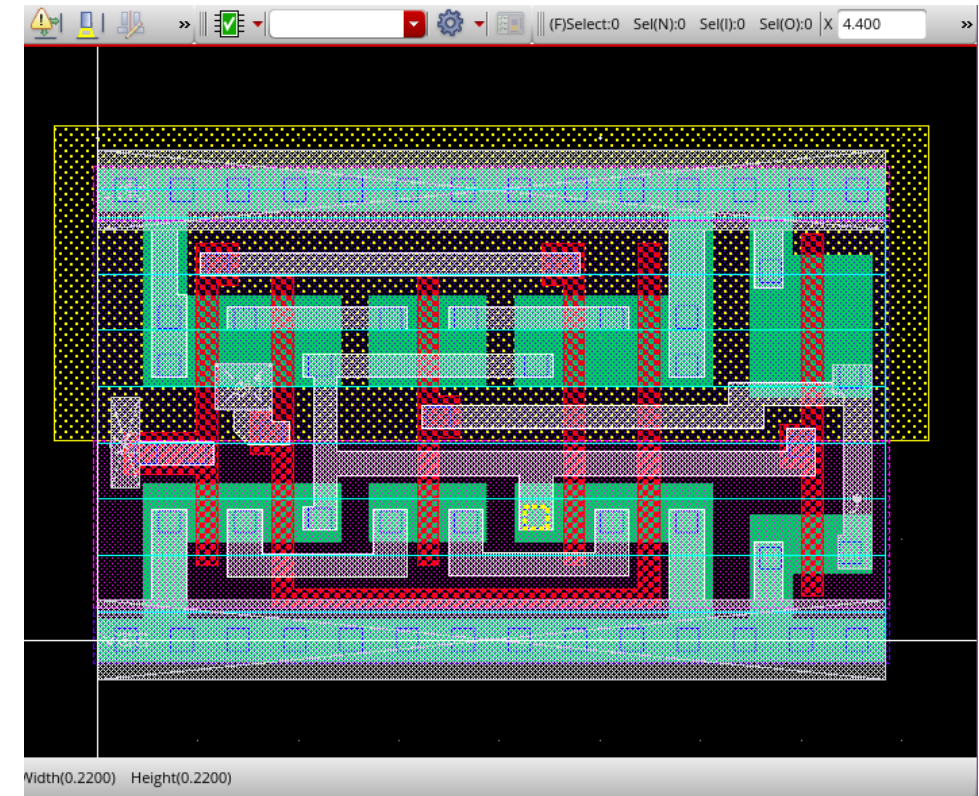 » (F)Select:0 Sel(N):0 Sel(I):0 Sel(O):0 X 4.400 »
Width(0.2200) Height(0.2200)